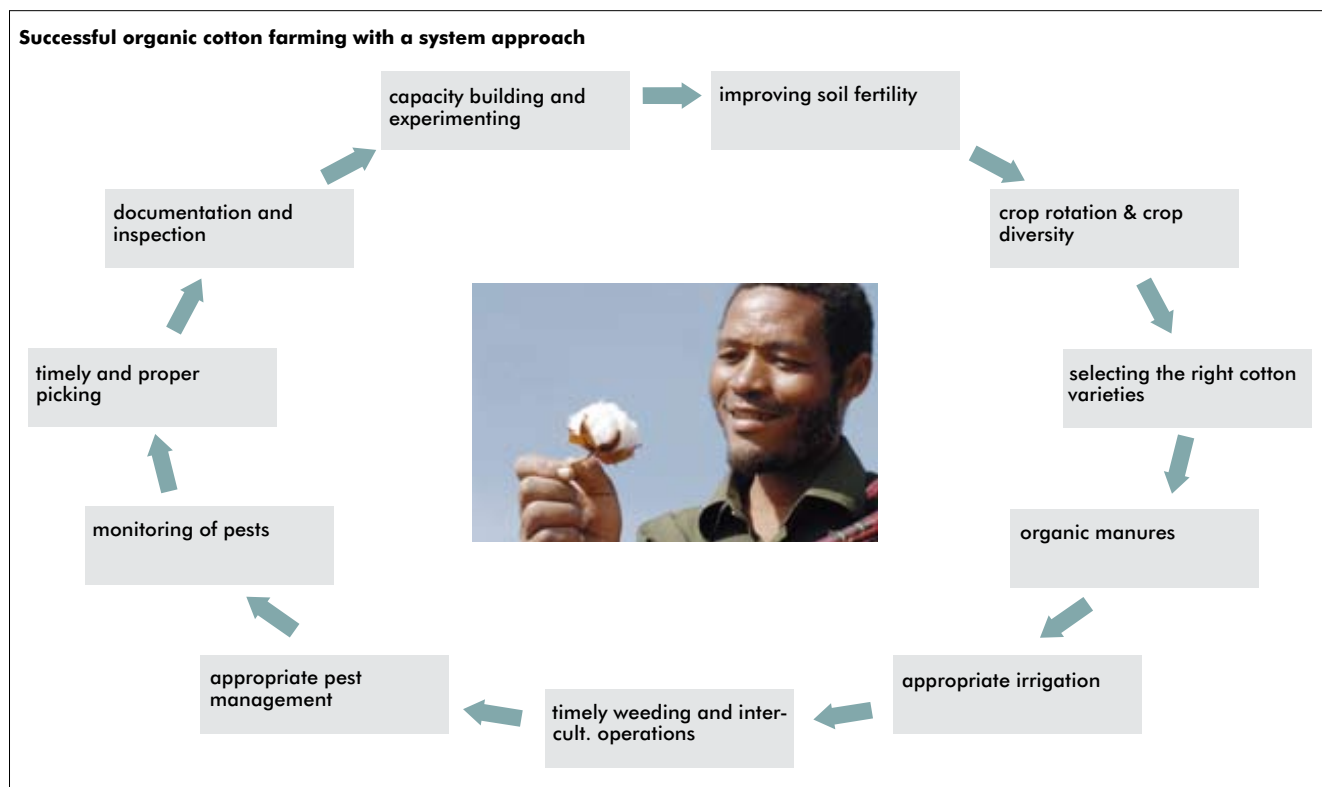 Successful organic cotton farming with a system approach
capacity building and
experimenting
improving soil fertility
crop rotation & crop
diversity
selecting the right cotton
varieties
organic manures
appropriate irrigation
timely weeding and inter-
cult. operations
appropriate pest
management
monitoring of pests
timely and proper
picking
documentation and
inspection